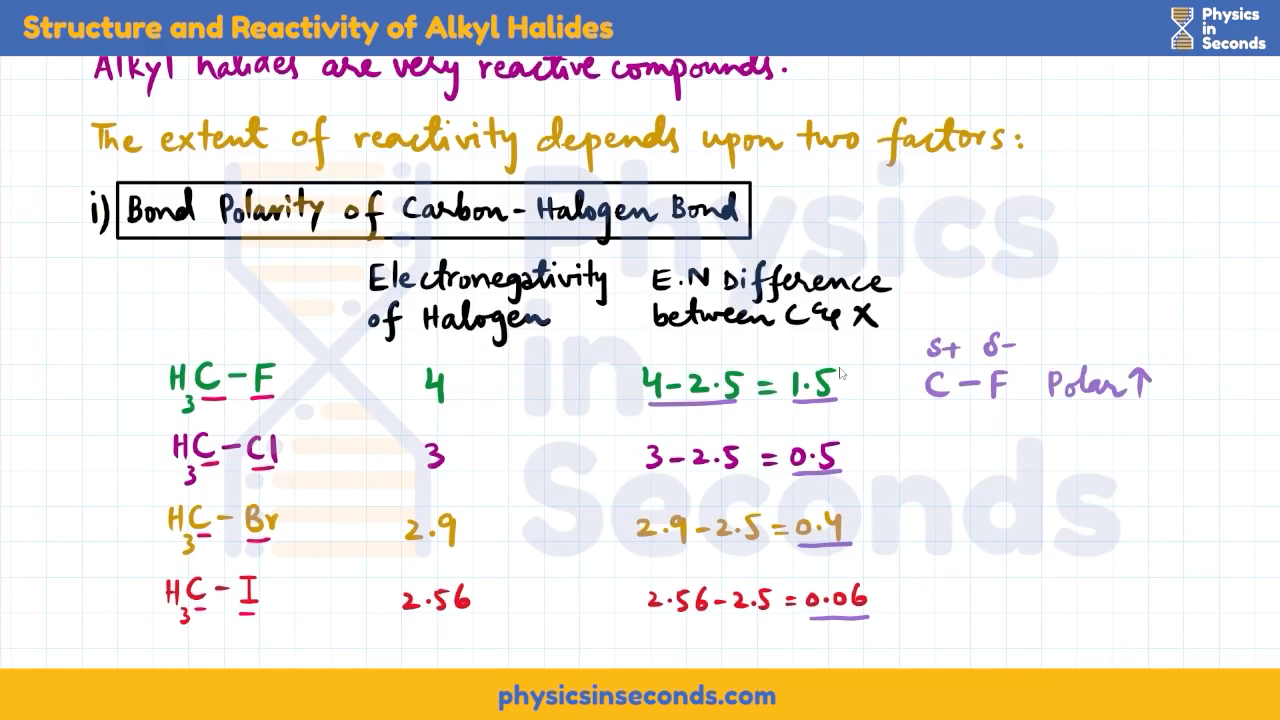 Structure and Reactivity of Alkyl Halides
Physics
in
Seconds
Alkyl halides are very reactive compounds.
The extent of reactivity depends upon two factors:
i) Bond Polarity of Carbon-Halogen Bond
Electronegativity of Halogen
E.N Difference between C & X
H₃C - F 4 4-2.5 = 1.5 δ+ δ- C - F Polar ↑
H₃C - Cl 3 3-2.5 = 0.5
H₃C - Br 2.9 2.9-2.5 = 0.4
H₃C - I 2.56 2.56-2.5 = 0.06
Physics
in
Seconds
physicsinseconds.com